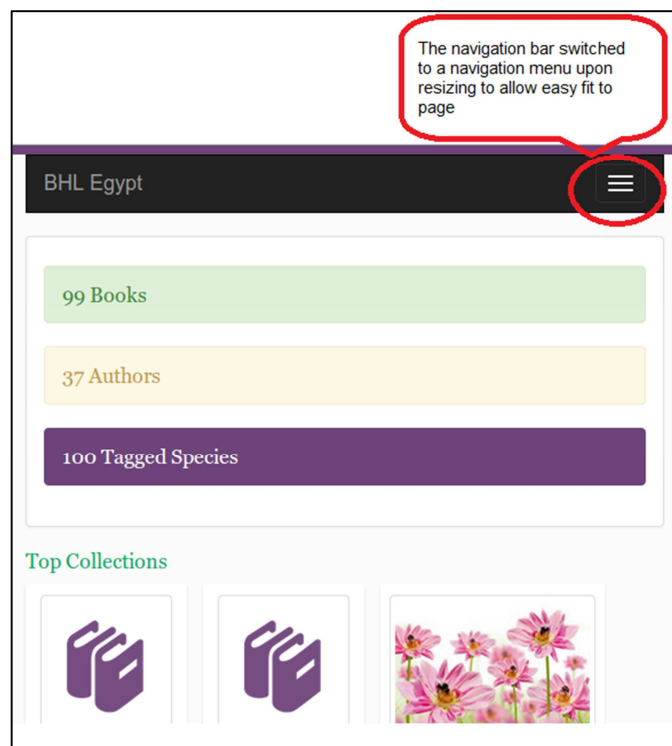 The navigation bar switched
to a navigation menu upon
resizing to allow easy fit to
page
BHL Egypt
99 Books
37 Authors
100 Tagged Species
Top Collections